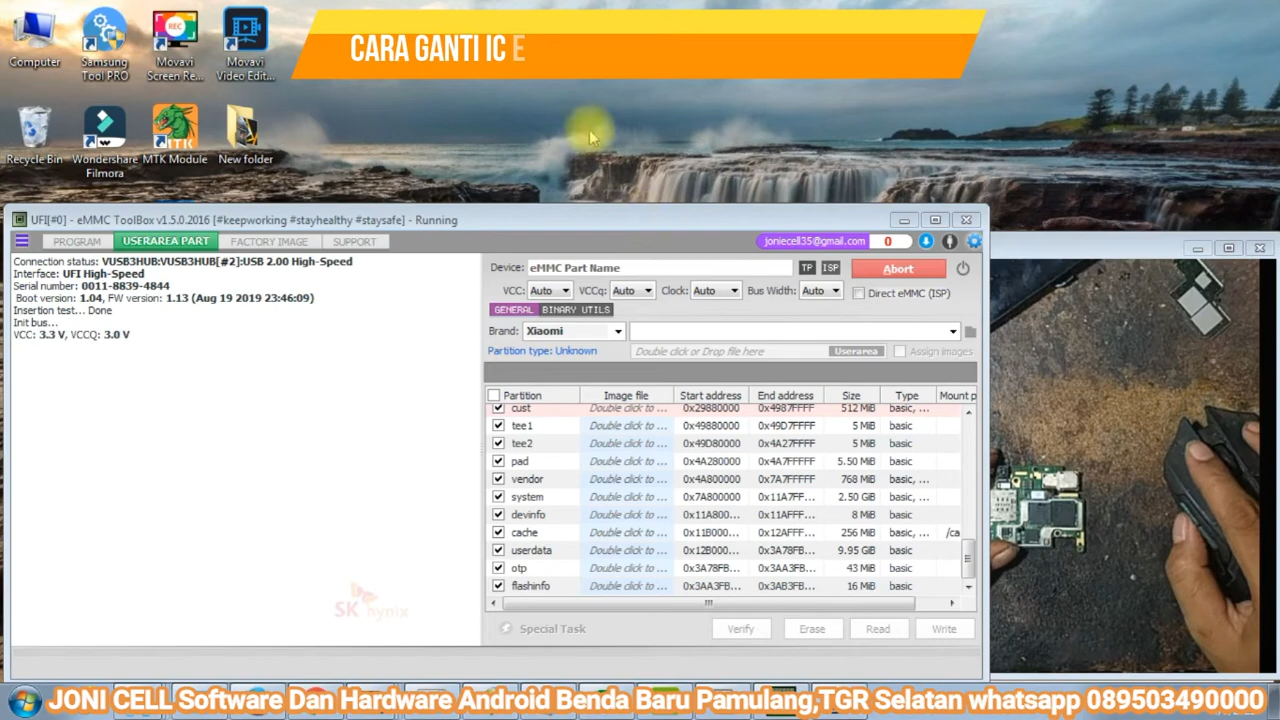 CARA GANTI IC E
Computer
Samsung Tool PRO
Movavi Screen Re...
Movavi Video Edit...
REC
Recycle Bin
Wondershare Filmora
MTK Module
New folder
UFI[#0] - eMMC ToolBox v1.5.0.2016 [#keepworking #stayhealthy #staysafe] - Running
PROGRAM USERAREA PART FACTORY IMAGE SUPPORT joniecell35@gmail.com 0
Connection status: VUSB3HUB:VUSB3HUB[#2]:USB 2.00 High-Speed
Interface: UFI High-Speed
Serial number: 0011-8839-4844
Boot version: 1.04, FW version: 1.13 (Aug 19 2019 23:46:09)
Insertion test... Done
Init bus...
VCC: 3.3 V, VCCQ: 3.0 V
SK hynix
Device: eMMC Part Name TP ISP Abort
VCC: Auto VCCq: Auto Clock: Auto Bus Width: Auto Direct eMMC (ISP)
GENERAL BINARY UTILS
Brand: Xiaomi
Partition type: Unknown Double click or Drop file here Userarea Assign images
Partition Image file Start address End address Size Type Mount p
cust Double click to ... 0x29880000 0x4987FFFF 512 MiB basic, ...
tee1 Double click to ... 0x49880000 0x49D7FFFF 5 MiB basic
tee2 Double click to ... 0x49D80000 0x4A27FFFF 5 MiB basic
pad Double click to ... 0x4A280000 0x4A7FFFFF 5.50 MiB basic
vendor Double click to ... 0x4A800000 0x7A7FFFFF 768 MiB basic
system Double click to ... 0x7A800000 0x11A7FF... 2.50 GiB basic
devinfo Double click to ... 0x11A800... 0x11AFFF... 8 MiB basic
cache Double click to ... 0x11B000... 0x12AFFF... 256 MiB basic, ... /ca
userdata Double click to ... 0x12B000... 0x3A78FB... 9.95 GiB basic
otp Double click to ... 0x3A78FB... 0x3AA3FB... 43 MiB basic
flashinfo Double click to ... 0x3AA3FB... 0x3AB3FB... 16 MiB basic
Special Task Verify Erase Read Write
JONI CELL Software Dan Hardware Android Benda Baru Pamulang,TGR Selatan whatsapp 089503490000